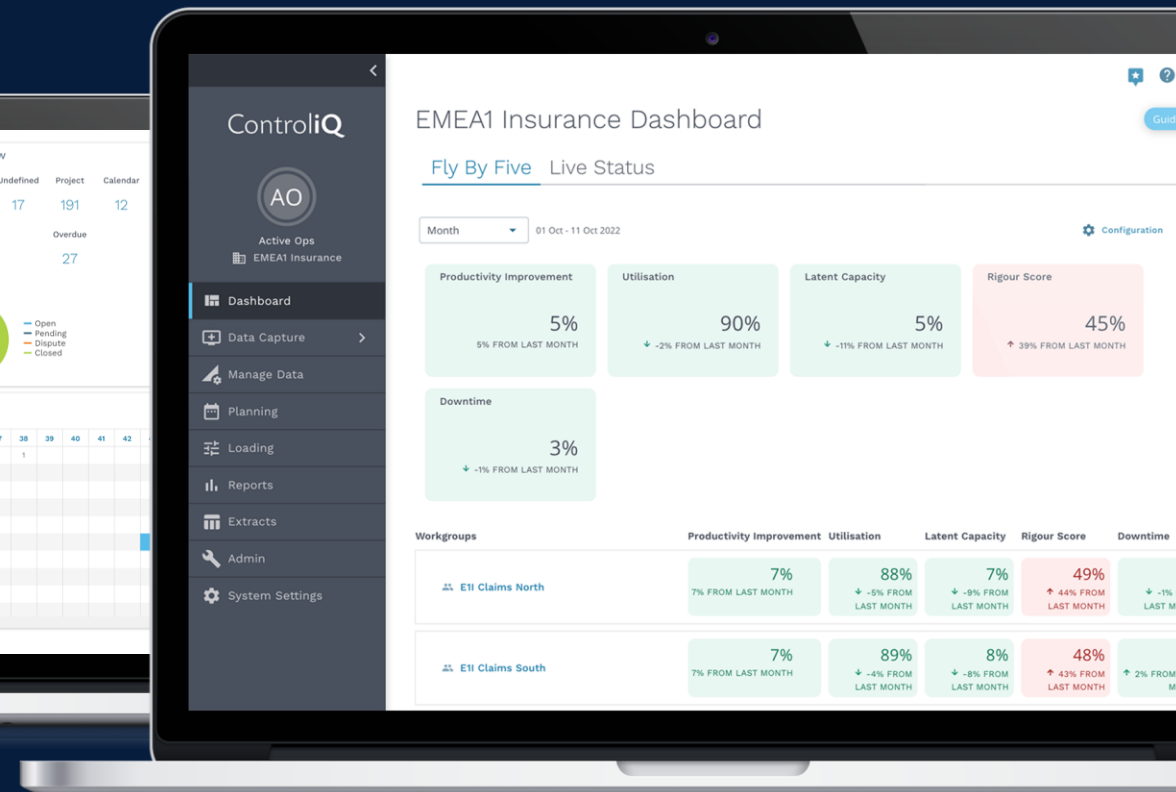 w
Undefined Project Calendar
17 191 12
Overdue
27
Open
Pending
Dispute
Closed
38 39 40 41 42
1
ControliQ
AO
Active Ops
EMEA1 Insurance
Dashboard
Data Capture
Manage Data
Planning
Loading
Reports
Extracts
Admin
System Settings
EMEA1 Insurance Dashboard
Guid
Fly By Five Live Status
Month 01 Oct - 11 Oct 2022
Configuration
Productivity Improvement
5%
5% FROM LAST MONTH
Utilisation
90%
-2% FROM LAST MONTH
Latent Capacity
5%
-11% FROM LAST MONTH
Rigour Score
45%
39% FROM LAST MONTH
Downtime
3%
-1% FROM LAST MONTH
Workgroups Productivity Improvement Utilisation Latent Capacity Rigour Score Downtime
E1I Claims North
7%
7% FROM LAST MONTH
88%
-5% FROM
LAST MONTH
7%
-9% FROM
LAST MONTH
49%
44% FROM
LAST MONTH
-1%
LAST M
E1I Claims South
7%
7% FROM LAST MONTH
89%
-4% FROM
LAST MONTH
8%
-8% FROM
LAST MONTH
48%
43% FROM
LAST MONTH
2% FROM
M